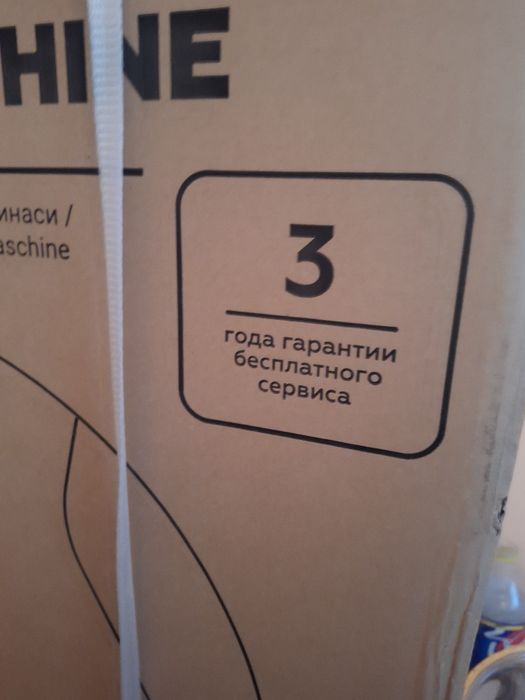 HINE
инаси /
aschine
3
года гарантии
бесплатного
сервиса